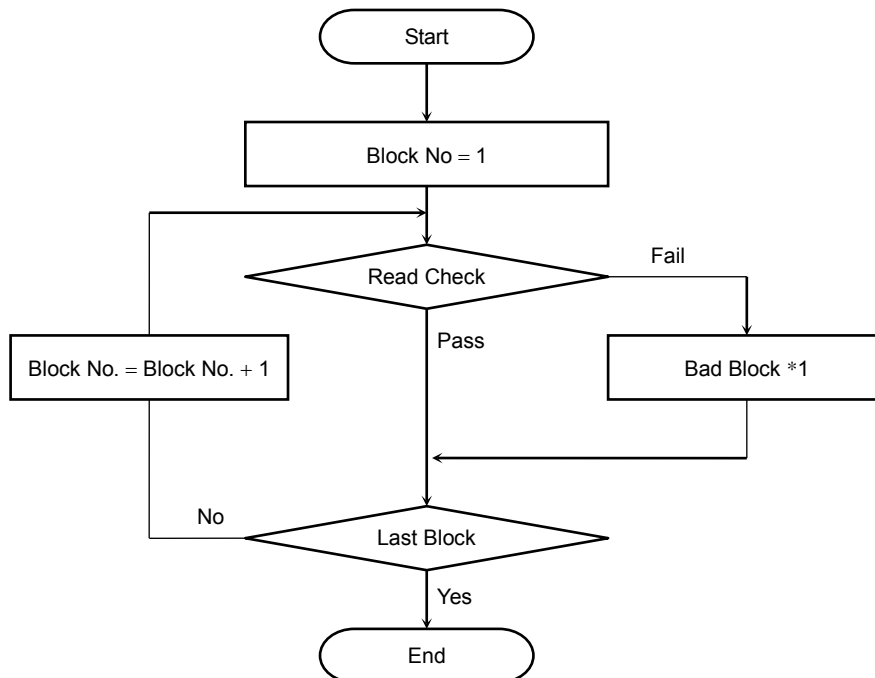 Start
Block No = 1
Read Check
Fail
Pass
Block No. = Block No. + 1
Bad Block *1
No
Last Block
Yes
End